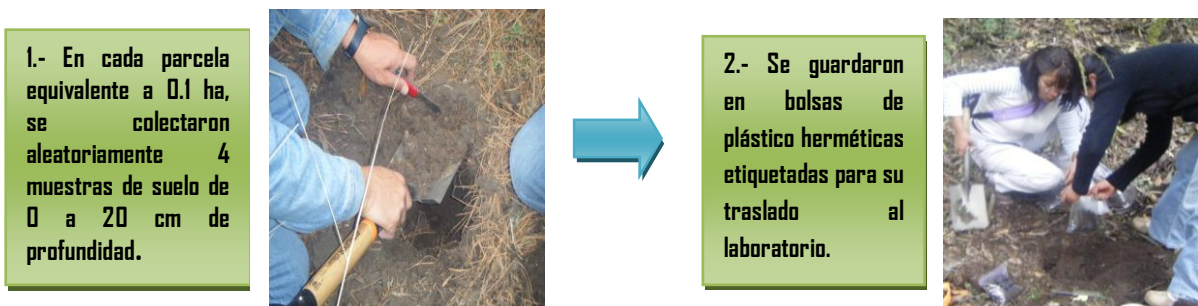 1.- En cada parcela
equivalente a 0.1 ha,
se colectaron
aleatoriamente 4
muestras de suelo de
0 a 20 cm de
profundidad.
2.- Se guardaron
en bolsas de
plástico herméticas
etiquetadas para su
traslado al
laboratorio.